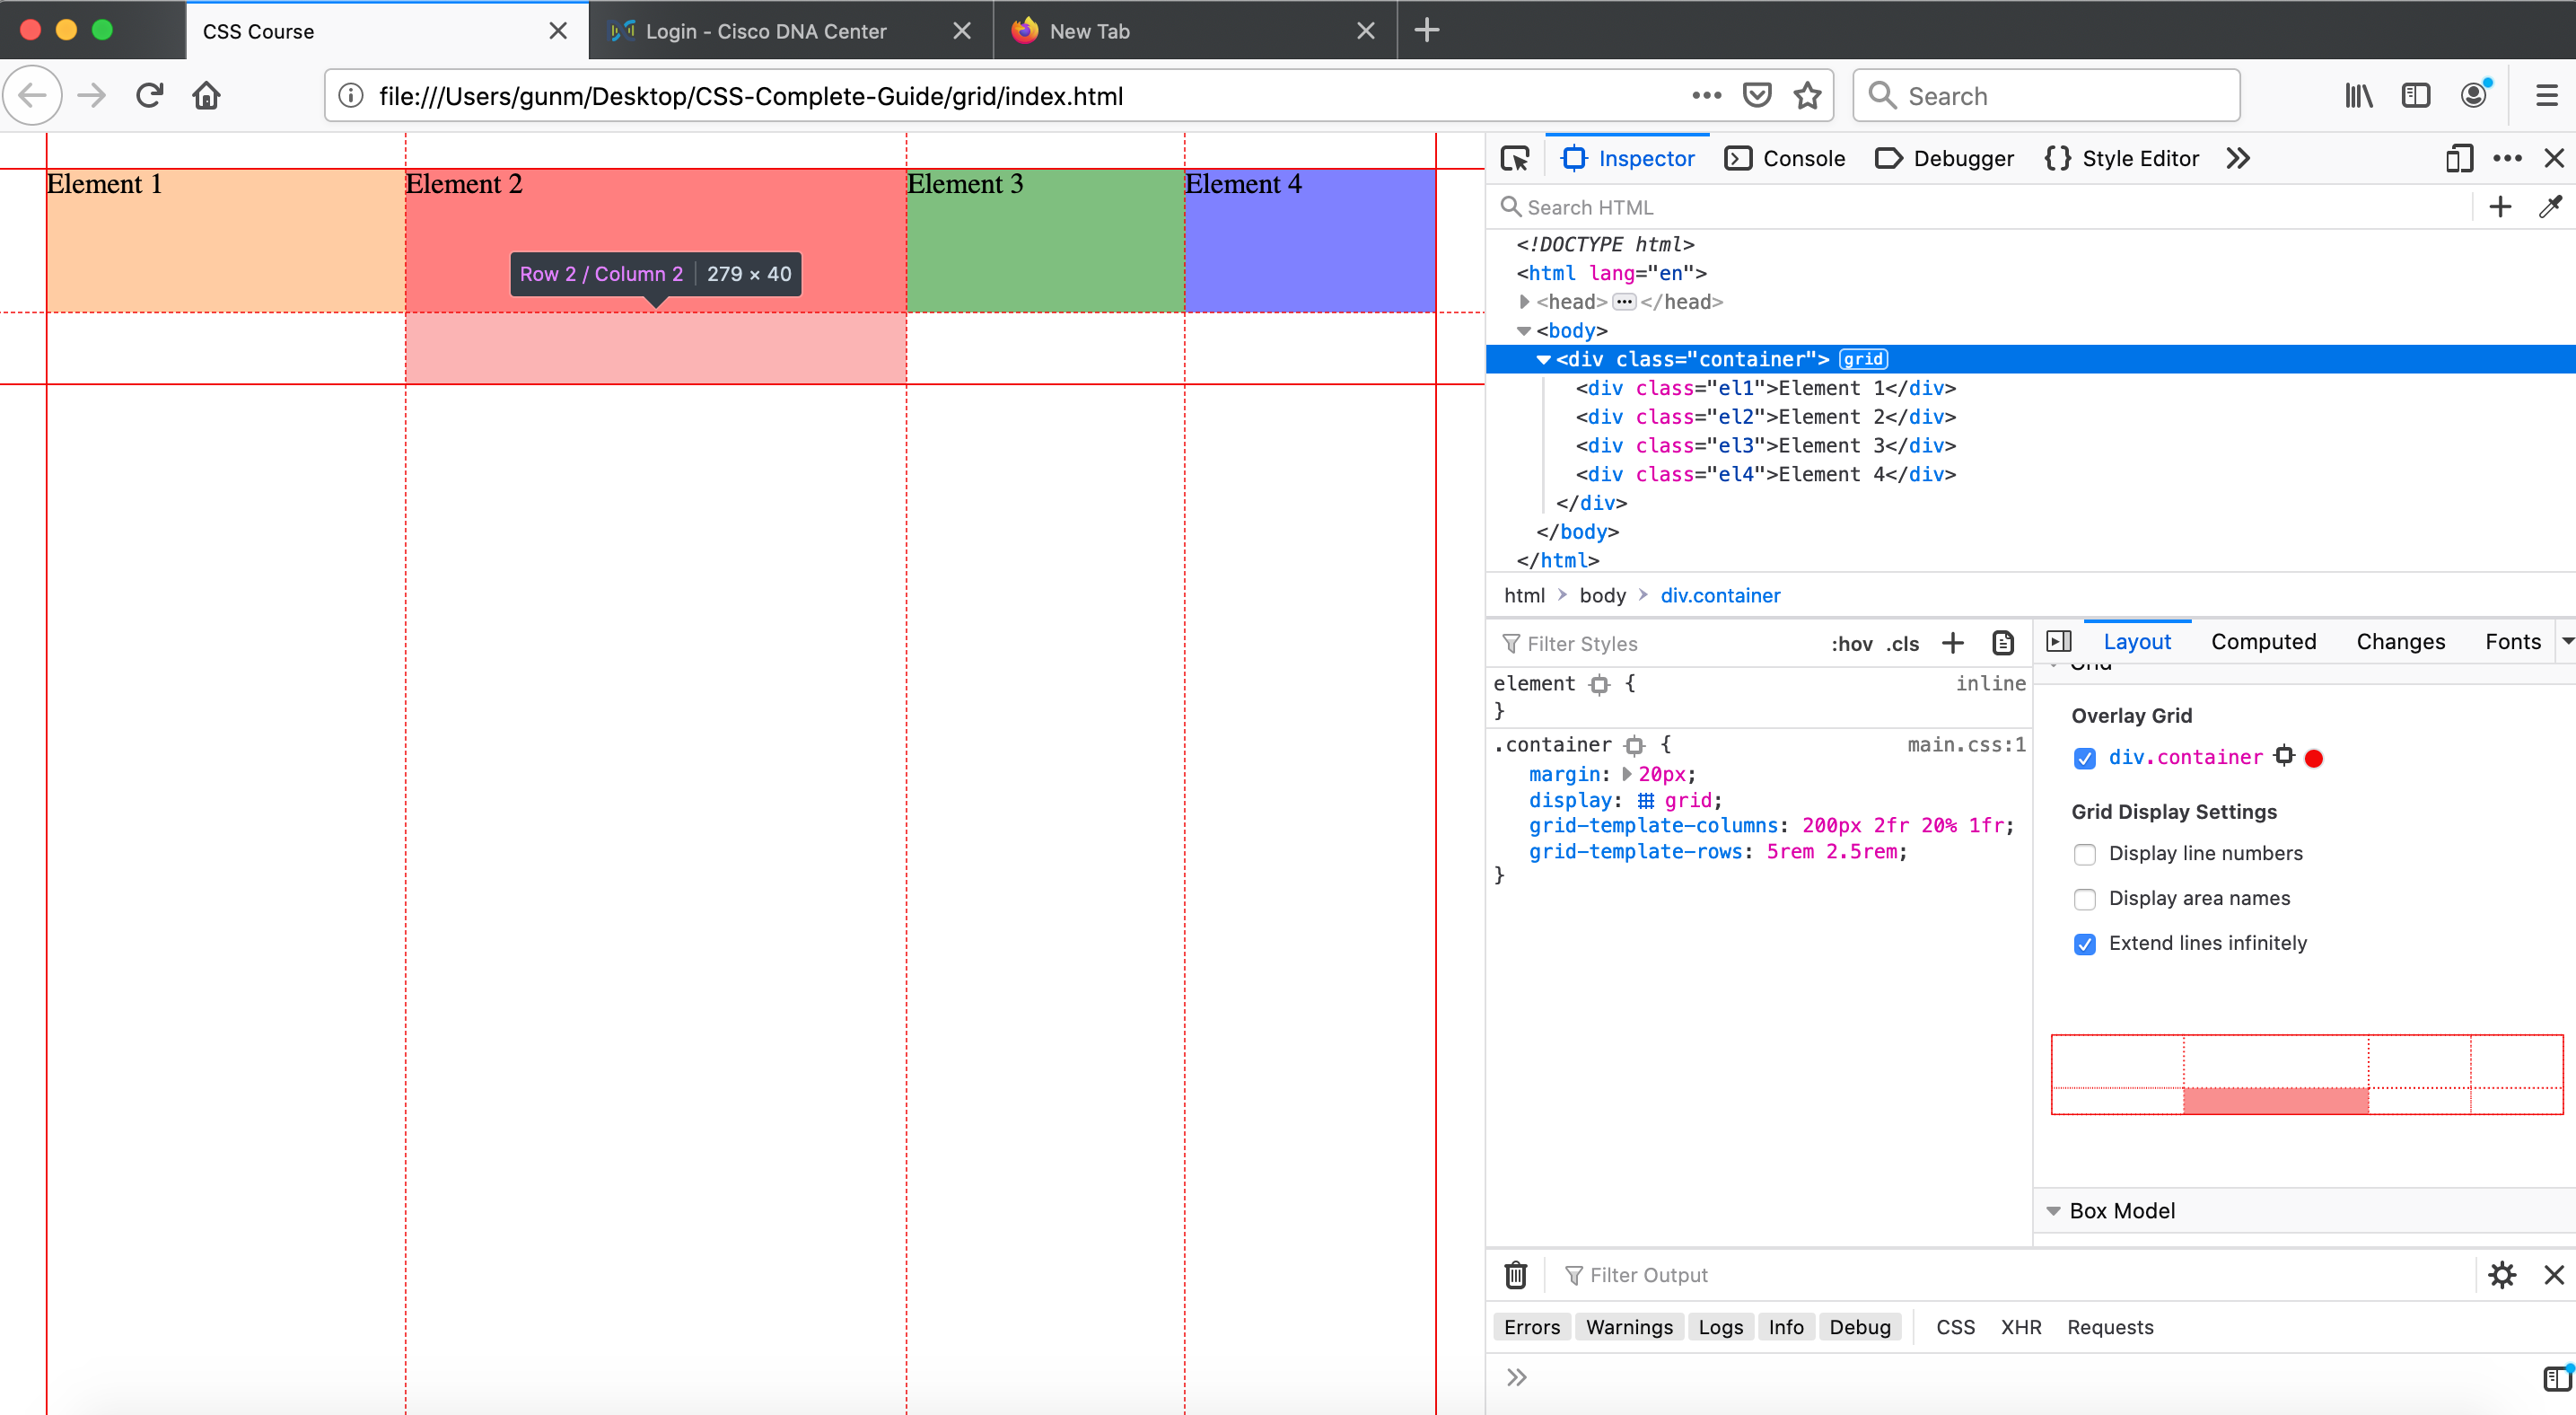 CSS Course
Login - Cisco DNA Center
New Tab
file:///Users/gunm/Desktop/CSS-Complete-Guide/grid/index.html
Search
Element 1
Element 2
Element 3
Element 4
Row 2 / Column 2 279 × 40
Inspector
Console
Debugger
{} Style Editor
Search HTML
<!DOCTYPE html>
<html lang="en">
<head>…</head>
<body>
<div class="container"> grid
<div class="el1">Element 1</div>
<div class="el2">Element 2</div>
<div class="el3">Element 3</div>
<div class="el4">Element 4</div>
</div>
</body>
</html>
html > body > div.container
Filter Styles
:hov .cls
element { inline
}
.container { main.css:1
margin: 20px;
display: grid;
grid-template-columns: 200px 2fr 20% 1fr;
grid-template-rows: 5rem 2.5rem;
}
Layout
Computed
Changes
Fonts
Grid
Overlay Grid
div.container
Grid Display Settings
Display line numbers
Display area names
Extend lines infinitely
Box Model
Filter Output
Errors Warnings Logs Info Debug CSS XHR Requests